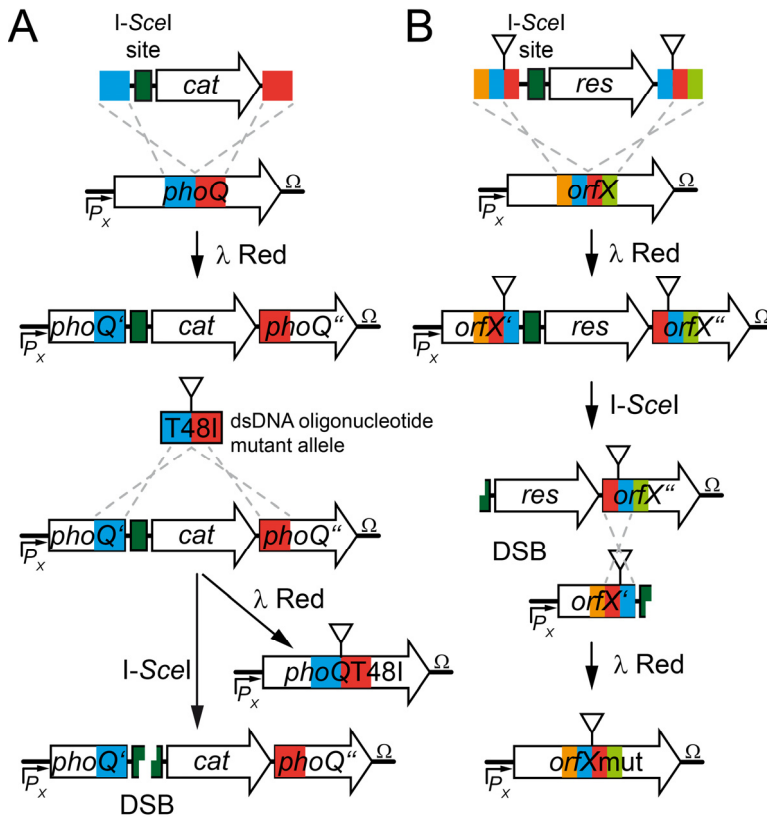 A
I-SceI
site
cat
phoQ
Px
Ω
λ Red
phoQ‘
cat
phoQ“
Px
Ω
T48I
dsDNA oligonucleotide
mutant allele
phoQ‘
cat
phoQ“
Px
Ω
λ Red
I-SceI
phoQT48I
Px
Ω
phoQ‘
cat
phoQ“
Px
Ω
DSB
B
I-SceI
site
res
orfX
Px
Ω
λ Red
orfX‘
res
orfX“
Px
Ω
I-SceI
res
orfX“
Ω
DSB
orfX‘
Px
λ Red
orfXmut
Px
Ω